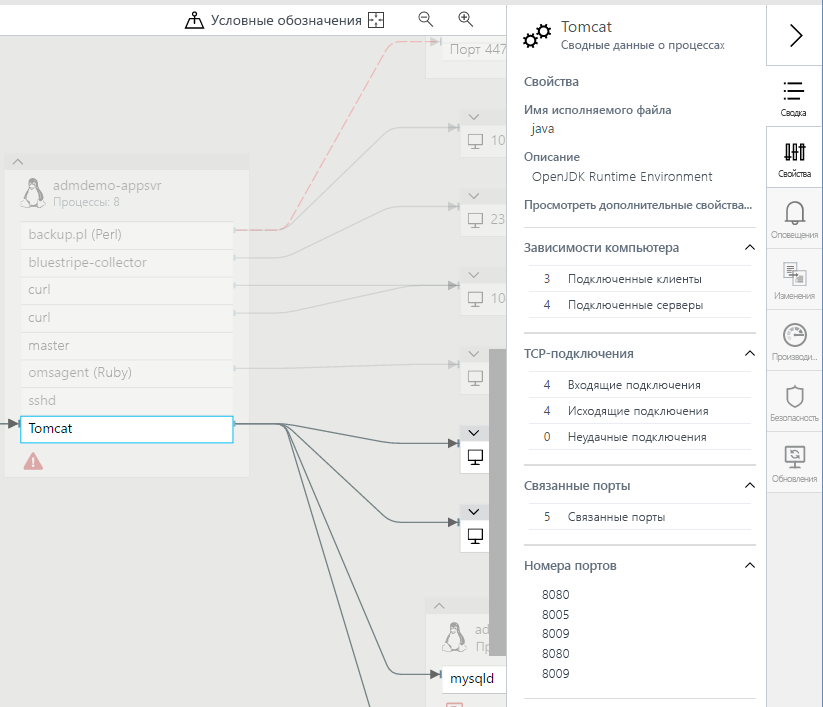 Условные обозначения
Порт 447
10
23
10
admdemo-appsvr
Процессы: 8
backup.pl (Perl)
bluestripe-collector
curl
curl
master
omsagent (Ruby)
sshd
Tomcat
ad
Пр
mysqld
Tomcat
Сводные данные о процессах
Свойства
Имя исполняемого файла
java
Описание
OpenJDK Runtime Environment
Просмотреть дополнительные свойства...
Зависимости компьютера
3 Подключенные клиенты
4 Подключенные серверы
TCP-подключения
4 Входящие подключения
4 Исходящие подключения
0 Неудачные подключения
Связанные порты
5 Связанные порты
Номера портов
8080
8005
8009
8080
8009
Сводка
Свойства
Оповещения
Изменения
Производи...
Безопасность
Обновления